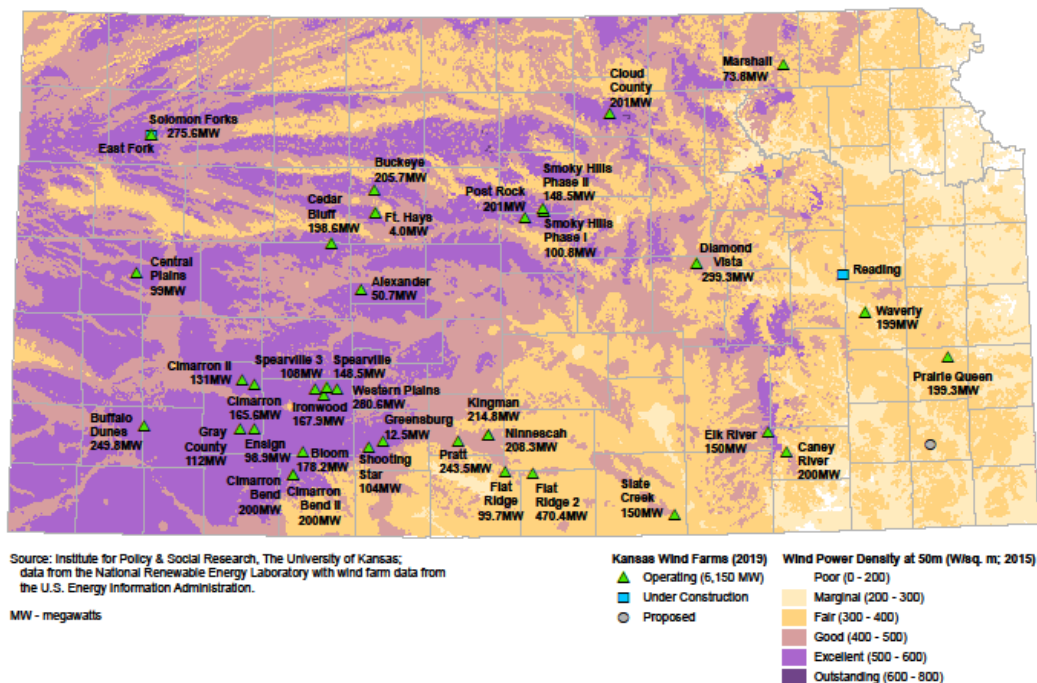 Marshall
73.8MW
Cloud
County
201MW
Solomon Forks
275.6MW
East Fork
Buckeye
205.7MW
Smoky Hills
Phase II
148.5MW
Cedar
Bluff
198.6MW
Post Rock
201MW
Ft. Hays
4.0MW
Smoky Hills
Phase I
100.8MW
Diamond
Vista
299.3MW
Central
Plains
99MW
Reading
Alexander
50.7MW
Waverly
199MW
Cimarron II
131MW
Spearville 3
108MW
Spearville
148.5MW
Prairie Queen
199.3MW
Cimarron
165.6MW
Ironwood
167.9MW
Western Plains
280.6MW
Kingman
214.8MW
Greensburg
12.5MW
Buffalo
Dunes
249.8MW
Gray
County
112MW
Ensign
98.9MW
Bloom
178.2MW
Shooting
Star
104MW
Pratt
243.5MW
Ninnescah
208.3MW
Elk River
150MW
Caney
River
200MW
Cimarron
Bend
200MW
Cimarron
Bend II
200MW
Flat
Ridge
99.7MW
Flat
Ridge 2
470.4MW
Slate
Creek
150MW
Source: Institute for Policy & Social Research, The University of Kansas;
data from the National Renewable Energy Laboratory with wind farm data from
the U.S. Energy Information Administration.
MW - megawatts
Kansas Wind Farms (2019)
Operating (6,150 MW)
Under Construction
Proposed
Wind Power Density at 50m (W/sq. m; 2015)
Poor (0 - 200)
Marginal (200 - 300)
Fair (300 - 400)
Good (400 - 500)
Excellent (500 - 600)
Outstanding (600 - 800)